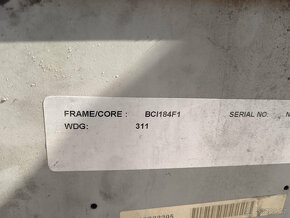 FRAME/CORE : BCI184F1 SERIAL NO.
WDG: 311